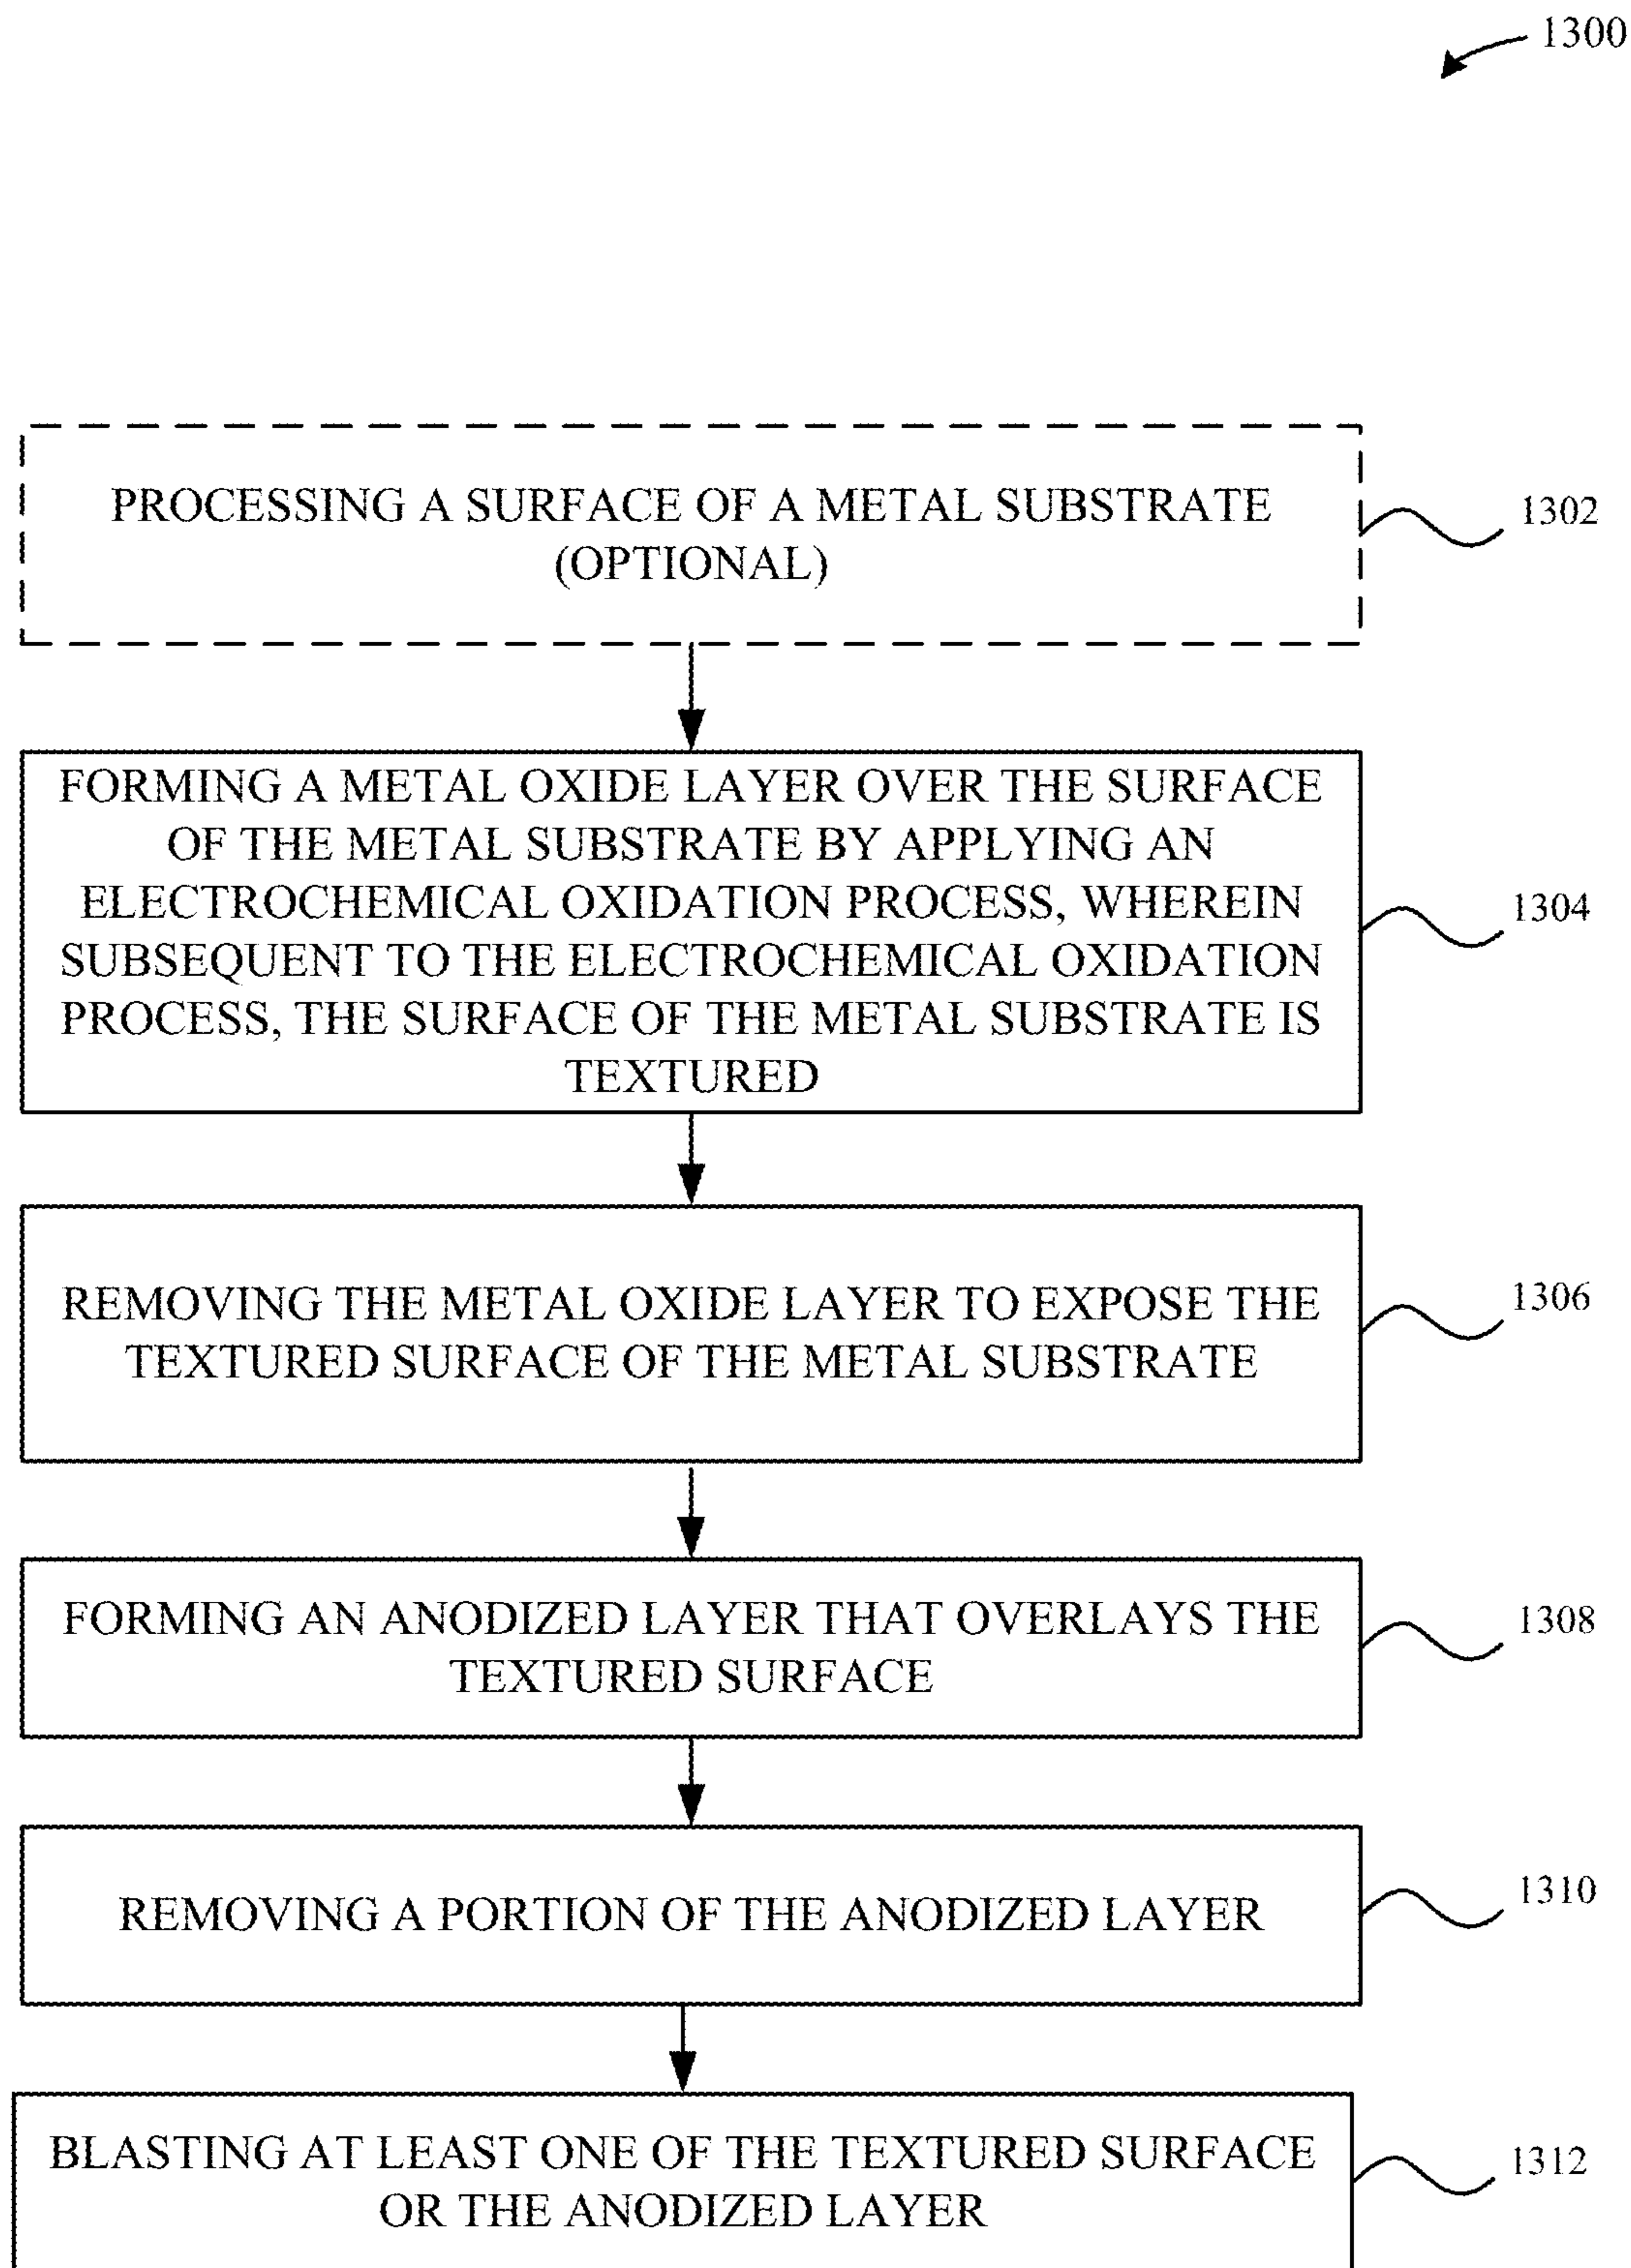 1300
PROCESSING A SURFACE OF A METAL SUBSTRATE
(OPTIONAL)
1302
FORMING A METAL OXIDE LAYER OVER THE SURFACE
OF THE METAL SUBSTRATE BY APPLYING AN
ELECTROCHEMICAL OXIDATION PROCESS, WHEREIN
SUBSEQUENT TO THE ELECTROCHEMICAL OXIDATION
PROCESS, THE SURFACE OF THE METAL SUBSTRATE IS
TEXTURED
1304
REMOVING THE METAL OXIDE LAYER TO EXPOSE THE
TEXTURED SURFACE OF THE METAL SUBSTRATE
1306
FORMING AN ANODIZED LAYER THAT OVERLAYS THE
TEXTURED SURFACE
1308
REMOVING A PORTION OF THE ANODIZED LAYER
1310
BLASTING AT LEAST ONE OF THE TEXTURED SURFACE
OR THE ANODIZED LAYER
1312